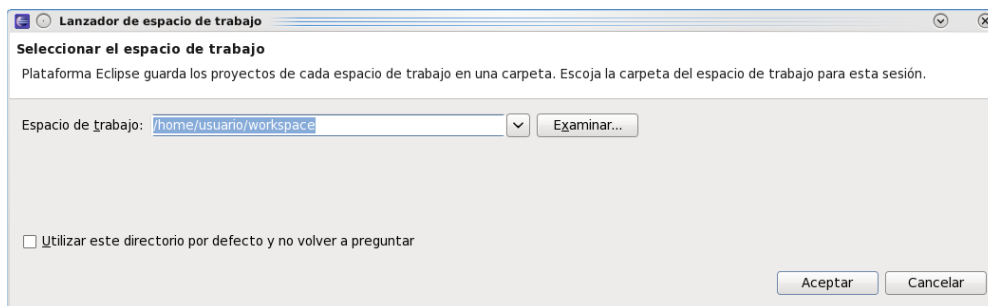 Lanzador de espacio de trabajo
Seleccionar el espacio de trabajo
Plataforma Eclipse guarda los proyectos de cada espacio de trabajo en una carpeta. Escoja la carpeta del espacio de trabajo para esta sesión.
Espacio de trabajo: /home/usuario/workspace Examinar...
Utilizar este directorio por defecto y no volver a preguntar
Aceptar Cancelar